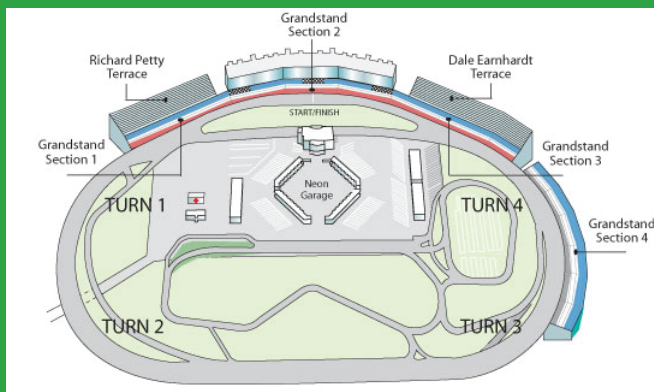 Grandstand
Section 2
Richard Petty
Terrace
Dale Earnhardt
Terrace
START/FINISH
Grandstand
Section 1
Grandstand
Section 3
Neon
Garage
TURN 1
TURN 4
Grandstand
Section 4
TURN 2
TURN 3